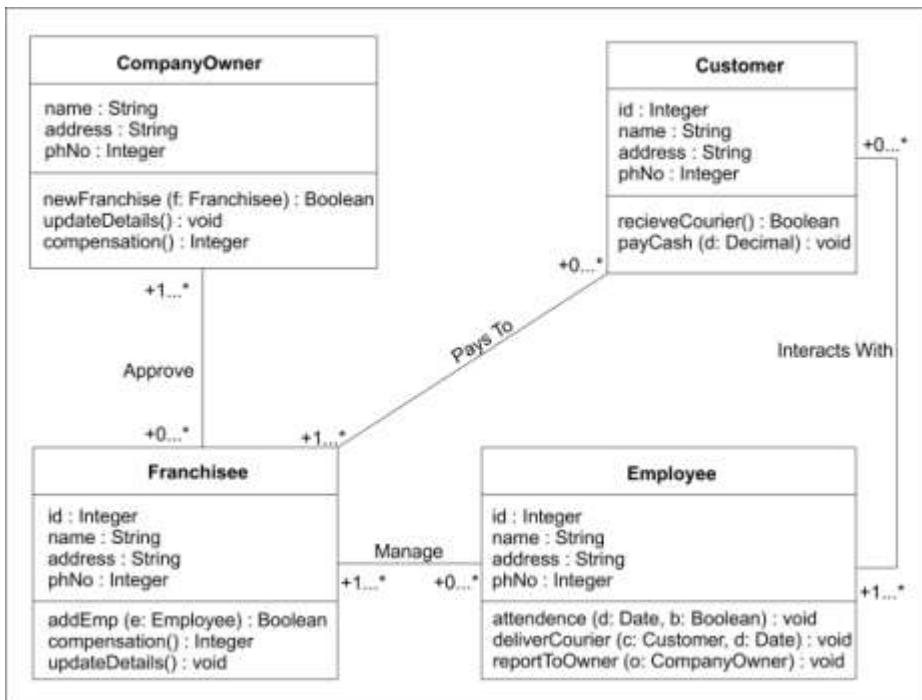 CompanyOwner
name : String
address : String
phNo : Integer
newFranchise (f: Franchisee) : Boolean
updateDetails() : void
compensation() : Integer
Customer
id : Integer
name : String
address : String
phNo : Integer
recieveCourier() : Boolean
payCash (d: Decimal) : void
+0...*
+0...*
+1...*
Pays To
Interacts With
Approve
+0...*
+1...*
Franchisee
id : Integer
name : String
address : String
phNo : Integer
addEmp (e: Employee) : Boolean
compensation() : Integer
updateDetails() : void
Manage
+1...*
+0...*
Employee
id : Integer
name : String
address : String
phNo : Integer
attendence (d: Date, b: Boolean) : void
deliverCourier (c: Customer, d: Date) : void
reportToOwner (o: CompanyOwner) : void
+1...*